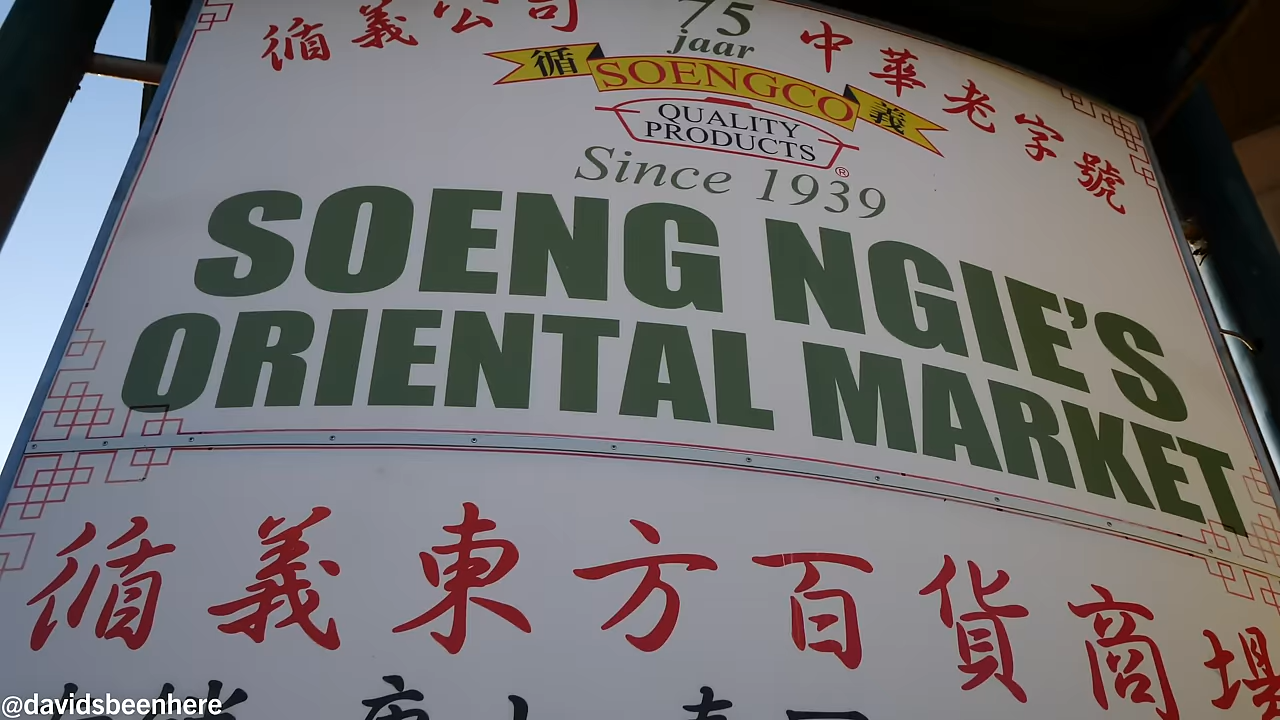 循義公司
75
jaar
中華老字號
循 SOENGCO 義
QUALITY
PRODUCTS
®
Since 1939
SOENG NGIE'S
ORIENTAL MARKET
循義東方百貨商場
@davidsbeenhere